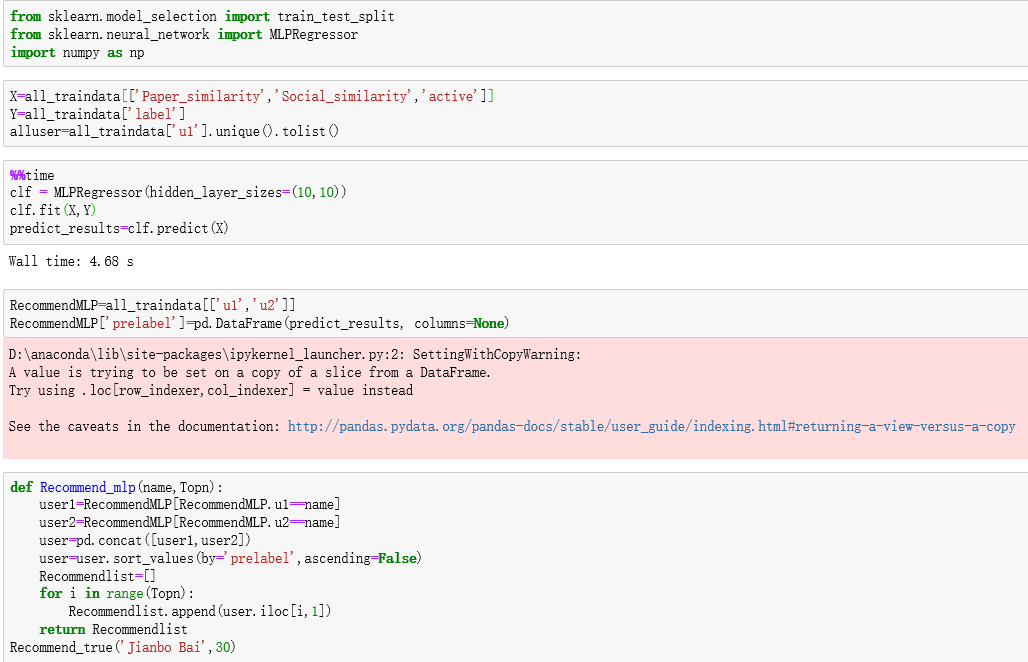 from sklearn.model_selection import train_test_split
from sklearn.neural_network import MLPRegressor
import numpy as np
X=all_traindata[['Paper_similarity','Social_similarity','active']]
Y=all_traindata['label']
alluser=all_traindata['u1'].unique().tolist()
%%time
clf = MLPRegressor(hidden_layer_sizes=(10,10))
clf.fit(X,Y)
predict_results=clf.predict(X)
Wall time: 4.68 s
RecommendMLP=all_traindata[['u1','u2']]
RecommendMLP['prelabel']=pd.DataFrame(predict_results, columns=None)
D:\anaconda\lib\site-packages\ipykernel_launcher.py:2: SettingWithCopyWarning:
A value is trying to be set on a copy of a slice from a DataFrame.
Try using .loc[row_indexer,col_indexer] = value instead
See the caveats in the documentation: http://pandas.pydata.org/pandas-docs/stable/user_guide/indexing.html#returning-a-view-versus-a-copy
def Recommend_mlp(name,Topn):
    user1=RecommendMLP[RecommendMLP.u1==name]
    user2=RecommendMLP[RecommendMLP.u2==name]
    user=pd.concat([user1,user2])
    user=user.sort_values(by='prelabel',ascending=False)
    Recommendlist=[]
    for i in range(Topn):
        Recommendlist.append(user.iloc[i,1])
    return Recommendlist
Recommend_true('Jianbo Bai',30)